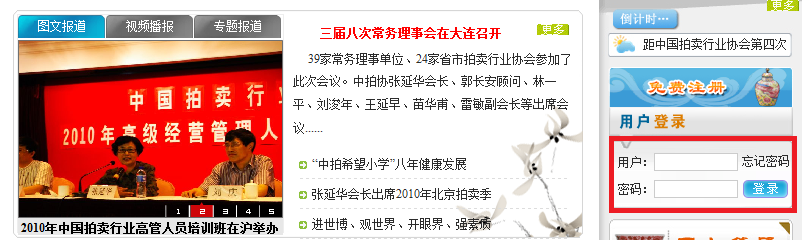 图文报道
视频播报
专题报道
中国拍卖行业
2010年高级经营管理人
张延华
刘庆
1 2 3 4 5
2010年中国拍卖行业高管人员培训班在沪举办
更多
三届八次常务理事会在大连召开
39家常务理事单位、24家省市拍卖行业协会参加了
此次会议。中拍协张延华会长、郭长安顾问、林一
平、刘浚年、王延早、苗华甫、雷敏副会长等出席会
议......
“中拍希望小学”八年健康发展
张延华会长出席2010年北京拍卖季
进世博、观世界、开眼界、强素质
更多
倒计时…
距中国拍卖行业协会第四次
免费注册
用户登录
用户:
忘记密码
密码:
登录